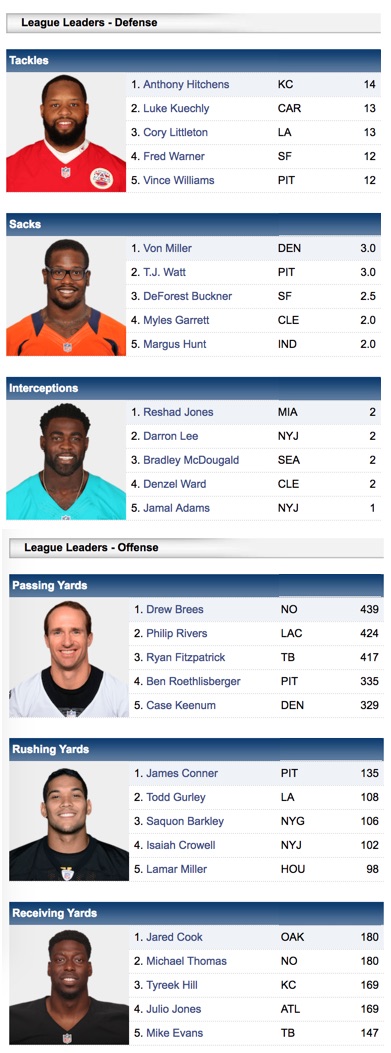 League Leaders - Defense
Tackles
1. Anthony Hitchens KC 14
2. Luke Kuechly CAR 13
3. Cory Littleton LA 13
4. Fred Warner SF 12
5. Vince Williams PIT 12
Sacks
1. Von Miller DEN 3.0
2. T.J. Watt PIT 3.0
3. DeForest Buckner SF 2.5
4. Myles Garrett CLE 2.0
5. Margus Hunt IND 2.0
Interceptions
1. Reshad Jones MIA 2
2. Darron Lee NYJ 2
3. Bradley McDougald SEA 2
4. Denzel Ward CLE 2
5. Jamal Adams NYJ 1
League Leaders - Offense
Passing Yards
1. Drew Brees NO 439
2. Philip Rivers LAC 424
3. Ryan Fitzpatrick TB 417
4. Ben Roethlisberger PIT 335
5. Case Keenum DEN 329
Rushing Yards
1. James Conner PIT 135
2. Todd Gurley LA 108
3. Saquon Barkley NYG 106
4. Isaiah Crowell NYJ 102
5. Lamar Miller HOU 98
Receiving Yards
1. Jared Cook OAK 180
2. Michael Thomas NO 180
3. Tyreek Hill KC 169
4. Julio Jones ATL 169
5. Mike Evans TB 147